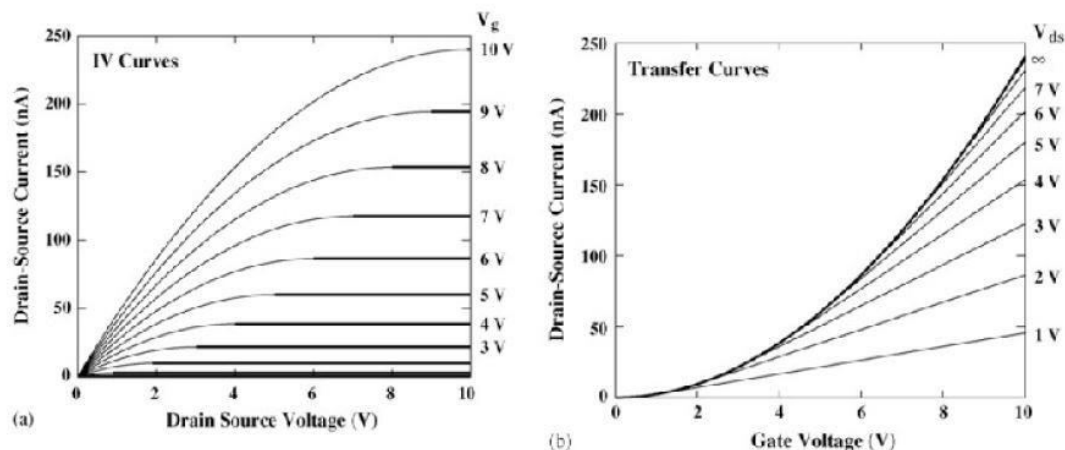 V_g
250
10 V
IV Curves
200
9 V
150
8 V
7 V
100
6 V
5 V
50
4 V
3 V
0
0 2 4 6 8 10
Drain-Source Current (nA)
Drain Source Voltage (V)
(a)
V_ds
250
∞
Transfer Curves
7 V
200
6 V
5 V
150
4 V
3 V
100
2 V
50
1 V
0
0 2 4 6 8 10
Drain-Source Current (nA)
Gate Voltage (V)
(b)